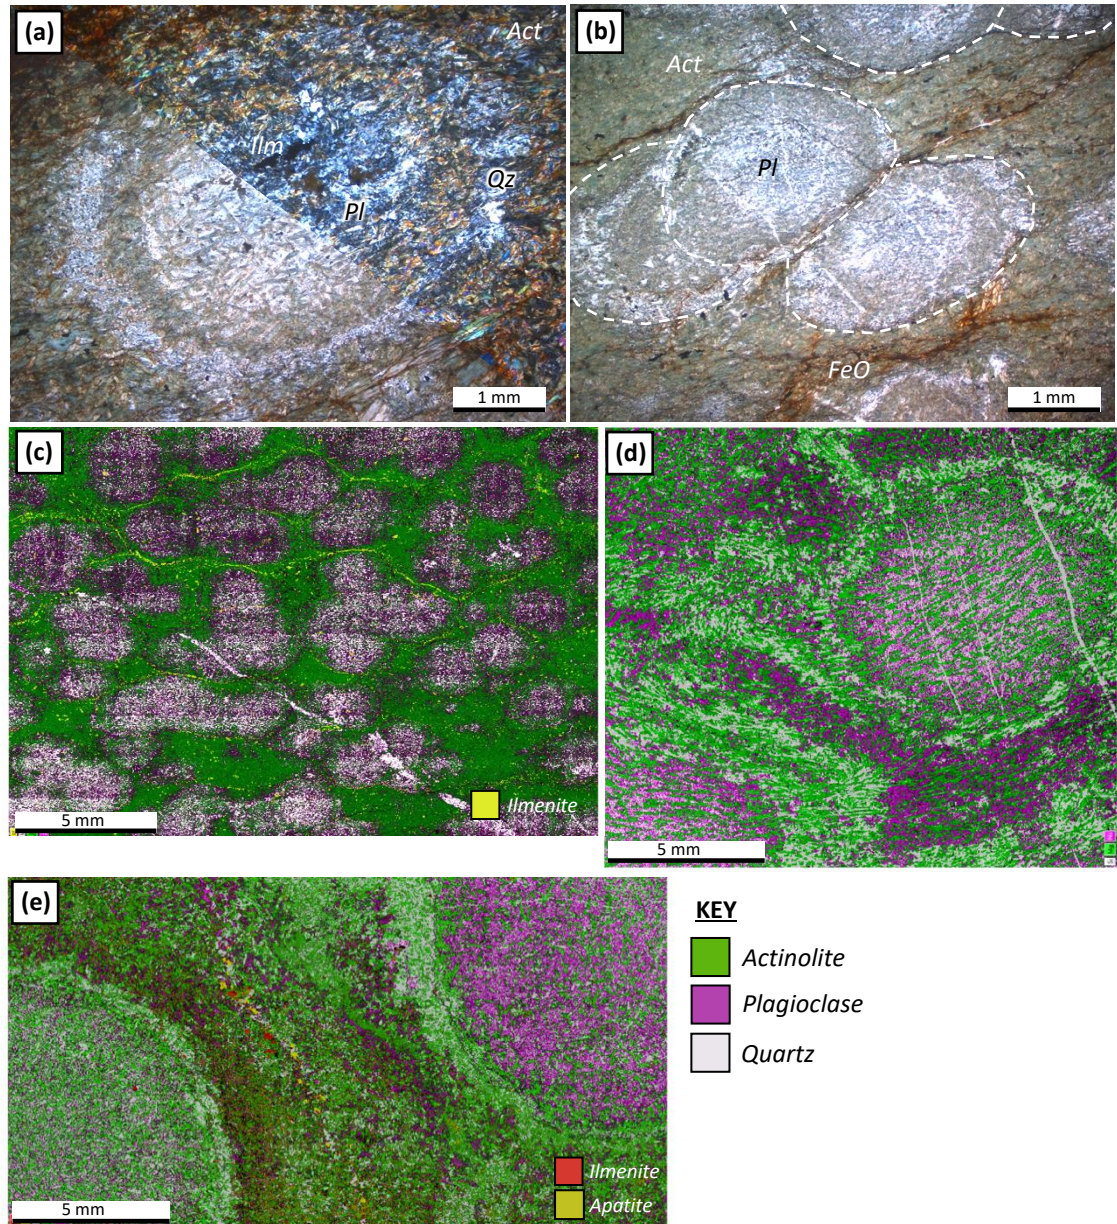 (a)
Act
Ilm
Qz
Pl
1 mm
(b)
Act
Pl
FeO
1 mm
(c)
Ilmenite
5 mm
(d)
5 mm
(e)
Ilmenite
Apatite
5 mm
KEY
Actinolite
Plagioclase
Quartz